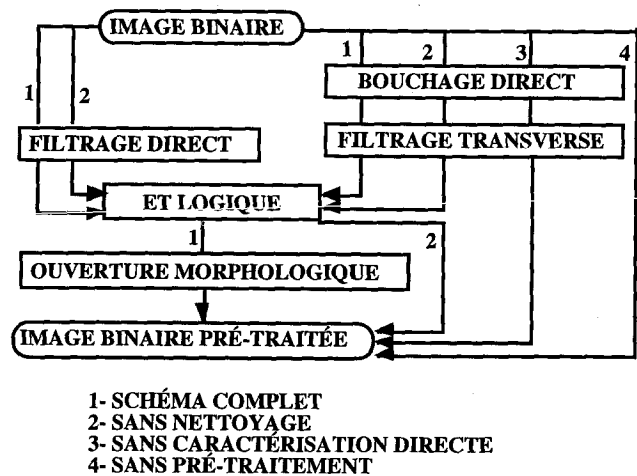 IMAGE BINAIRE
1 2 3 4
1 2
BOUCHAGE DIRECT
FILTRAGE DIRECT
FILTRAGE TRANSVERSE
ET LOGIQUE
1 2
OUVERTURE MORPHOLOGIQUE
IMAGE BINAIRE PRÉ-TRAITÉE
1- SCHÉMA COMPLET
2- SANS NETTOYAGE
3- SANS CARACTÉRISATION DIRECTE
4- SANS PRÉ-TRAITEMENT